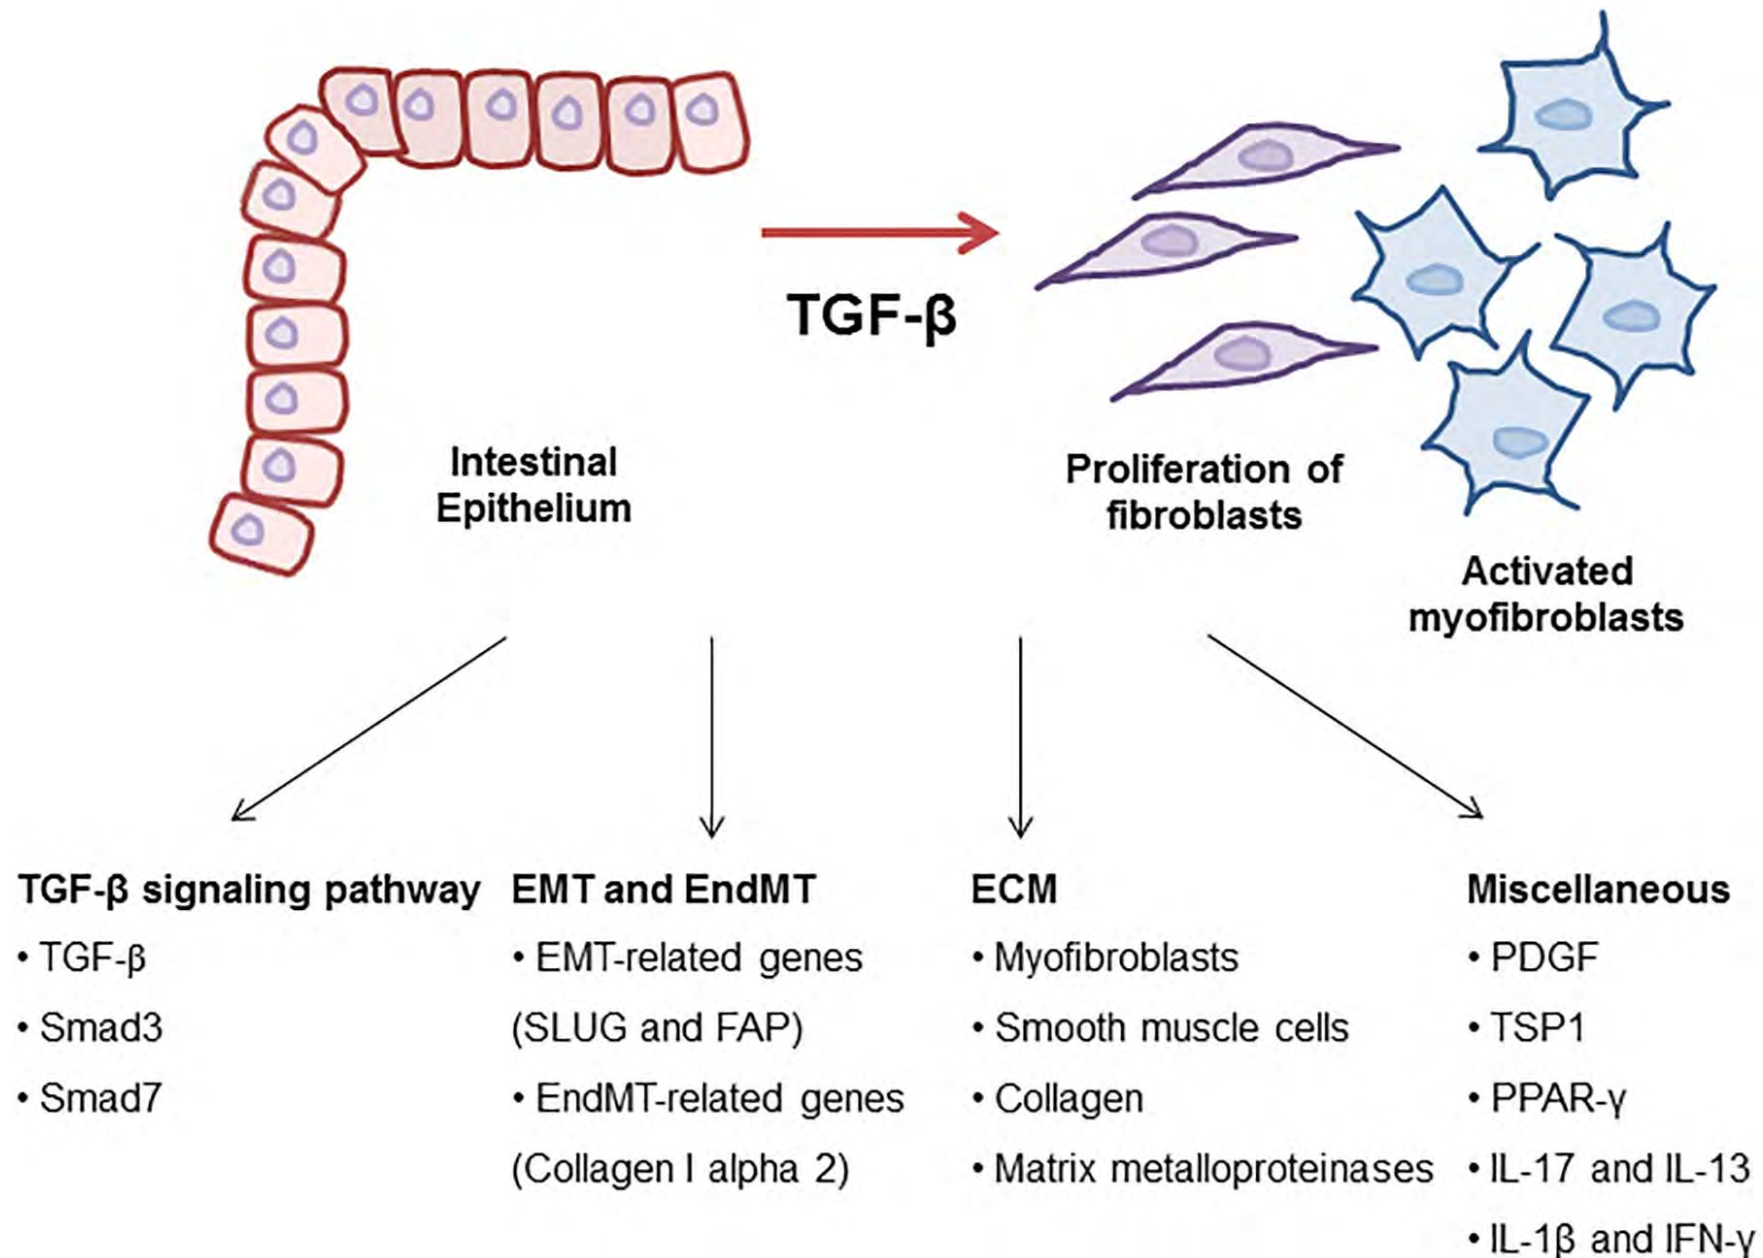 TGF-β
Intestinal
Epithelium
Proliferation of
fibroblasts
Activated
myofibroblasts
TGF-β signaling pathway
• TGF-β
• Smad3
• Smad7
EMT and EndMT
• EMT-related genes
(SLUG and FAP)
• EndMT-related genes
(Collagen I alpha 2)
ECM
• Myofibroblasts
• Smooth muscle cells
• Collagen
• Matrix metalloproteinases
Miscellaneous
• PDGF
• TSP1
• PPAR-γ
• IL-17 and IL-13
• IL-1β and IFN-γ